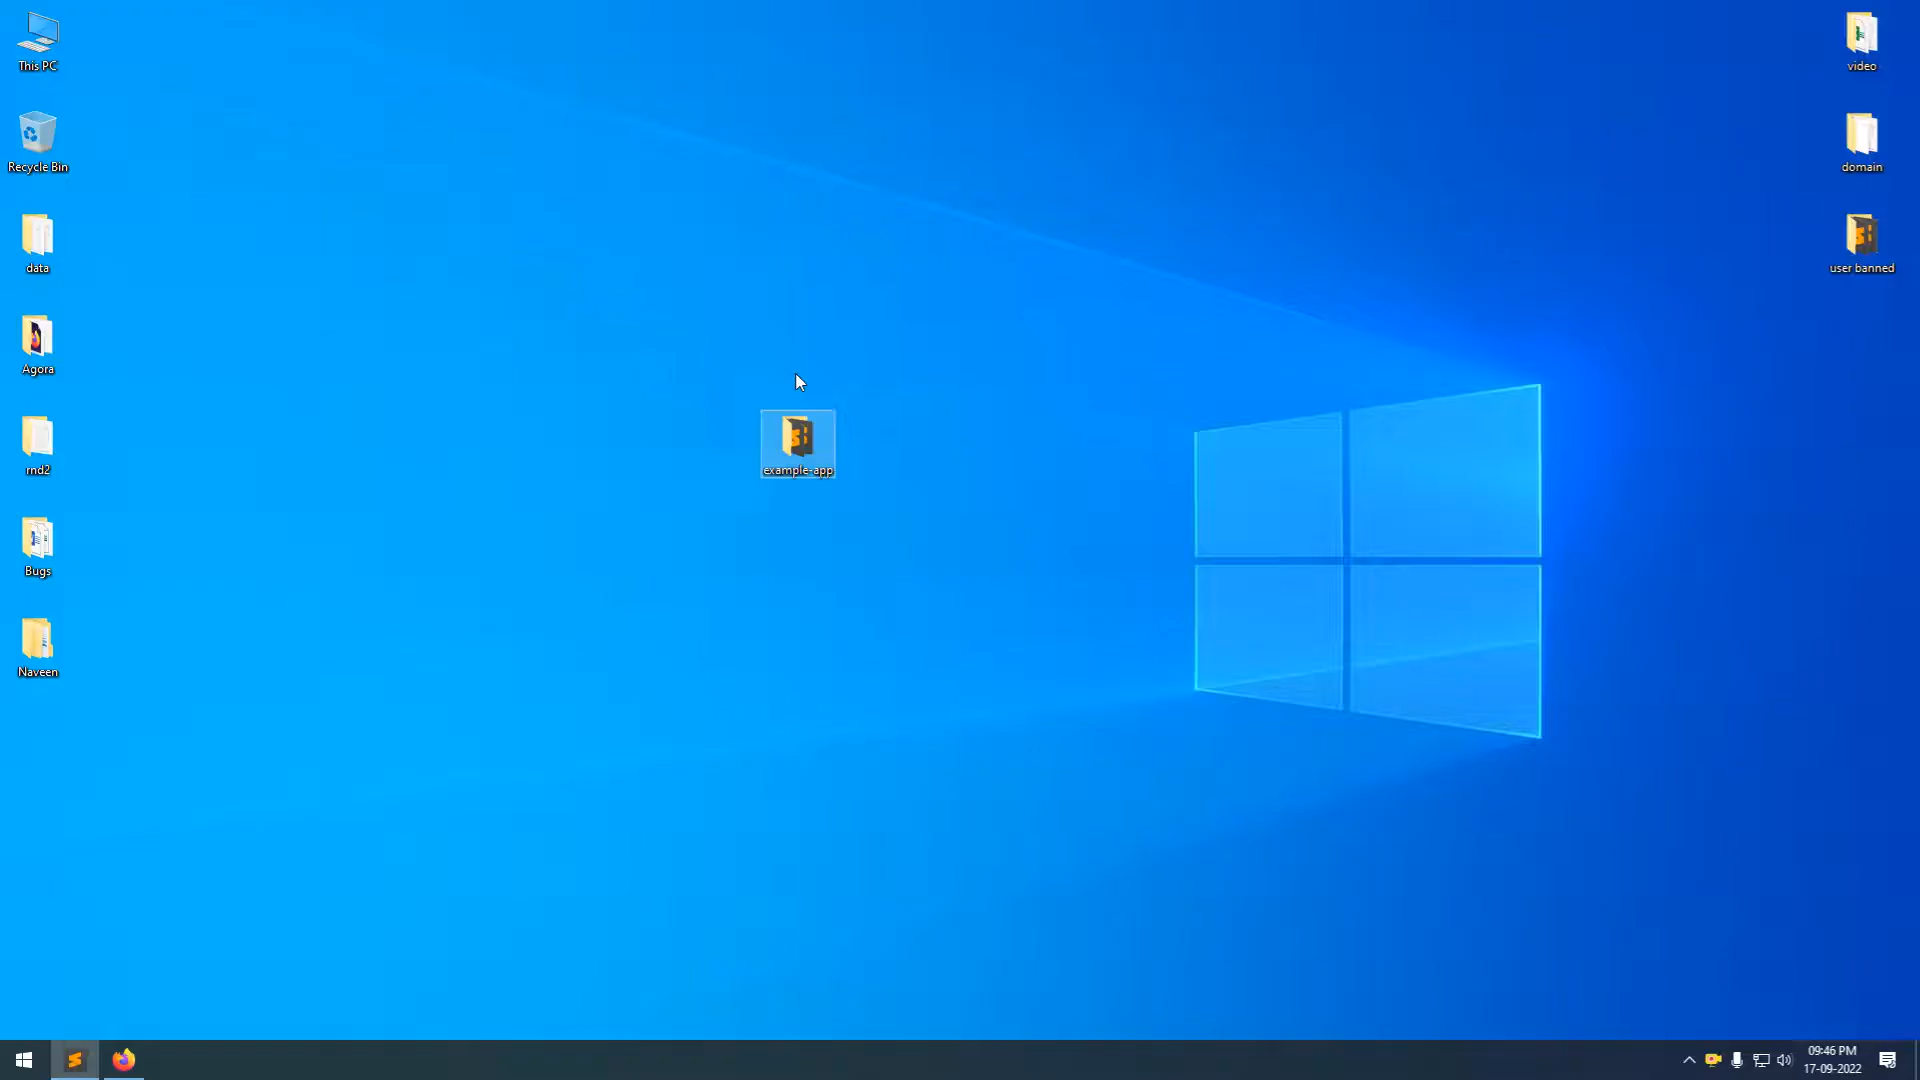 This PC
Recycle Bin
data
Agora
rnd2
Bugs
Naveen
example-app
video
domain
user banned
09:46 PM
17-09-2022